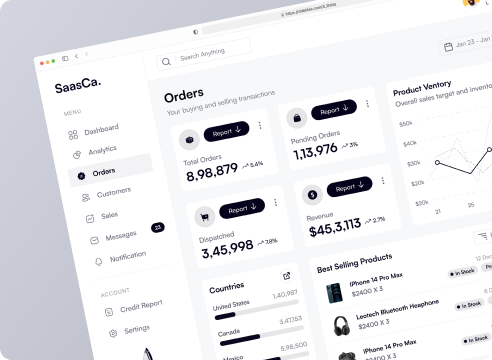 SaasCa.
Search Anything
Jan 23 - Jan
MENU
Dashboard
Analytics
Orders
Customers
Sales
Messages 23
Notification
ACCOUNT
Credit Report
Settings
Orders
Your buying and selling transactions
Report
Total Orders
8,98,879 5.4%
Report
Pending Orders
1,13,976 3%
Report
Dispatched
3,45,998 7.8%
Report
Revenue
$45,3,113 2.7%
Product Ventory
Overall sales target and invento
$50k
$40k
$30k
$20k
21
25
Countries
United States 1,40,987
Canada 3,47,153
Mexico 5,98,500
Best Selling Products
iPhone 14 Pro Max
$2400 X 3
12 Dec
In Stock
Leotech Bluetooth Heaphone
$2400 X 3
In Stock
iPhone 14 Pro Max
$2400 X 3
In Stock